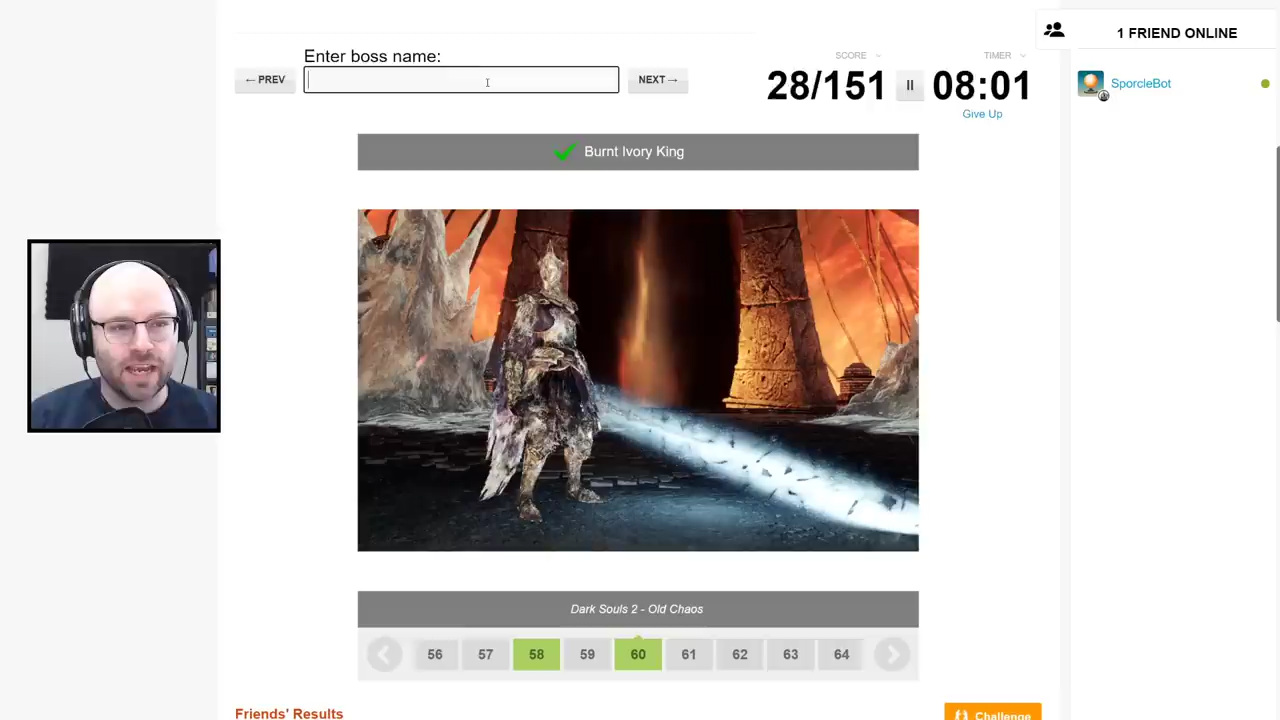 1 FRIEND ONLINE
SporcleBot
Enter boss name:
← PREV
NEXT →
SCORE
28/151
TIMER
08:01
Give Up
Burnt Ivory King
Dark Souls 2 - Old Chaos
56 57 58 59 60 61 62 63 64
Friends' Results
Challenge